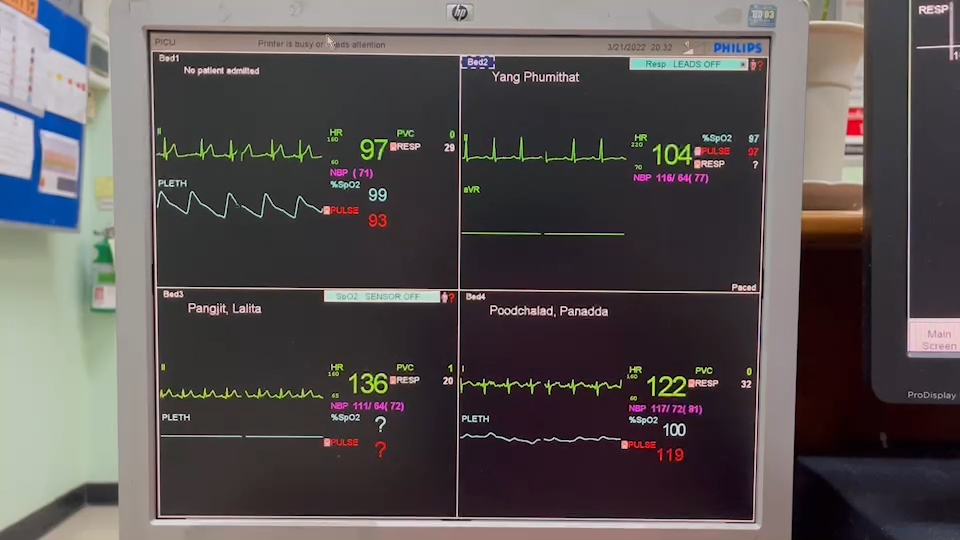 hp
PICU
Printer is busy or needs attention
3/21/2022 20:32
PHILIPS
Bed1
No patient admitted
II
HR
160
60
97
PVC 0
RESP 29
NBP ( 71)
PLETH
%SpO2
99
PULSE
93
Bed2
Resp LEADS OFF
?
Yang Phumithat
II
HR
220
70
104
%SpO2 97
PULSE 97
RESP ?
NBP 116/ 64( 77)
aVR
Paced
Bed3
SpO2 SENSOR OFF
?
Pangjit, Lalita
II
HR
160
65
136
PVC 1
RESP 20
NBP 111/ 64( 72)
PLETH
%SpO2
?
PULSE
?
Bed4
Poodchalad, Panadda
I
HR
160
122
PVC 0
RESP 32
NBP 117/ 72( 81)
PLETH
%SpO2
100
PULSE
119
RESP
Main
Screen
ProDisplay